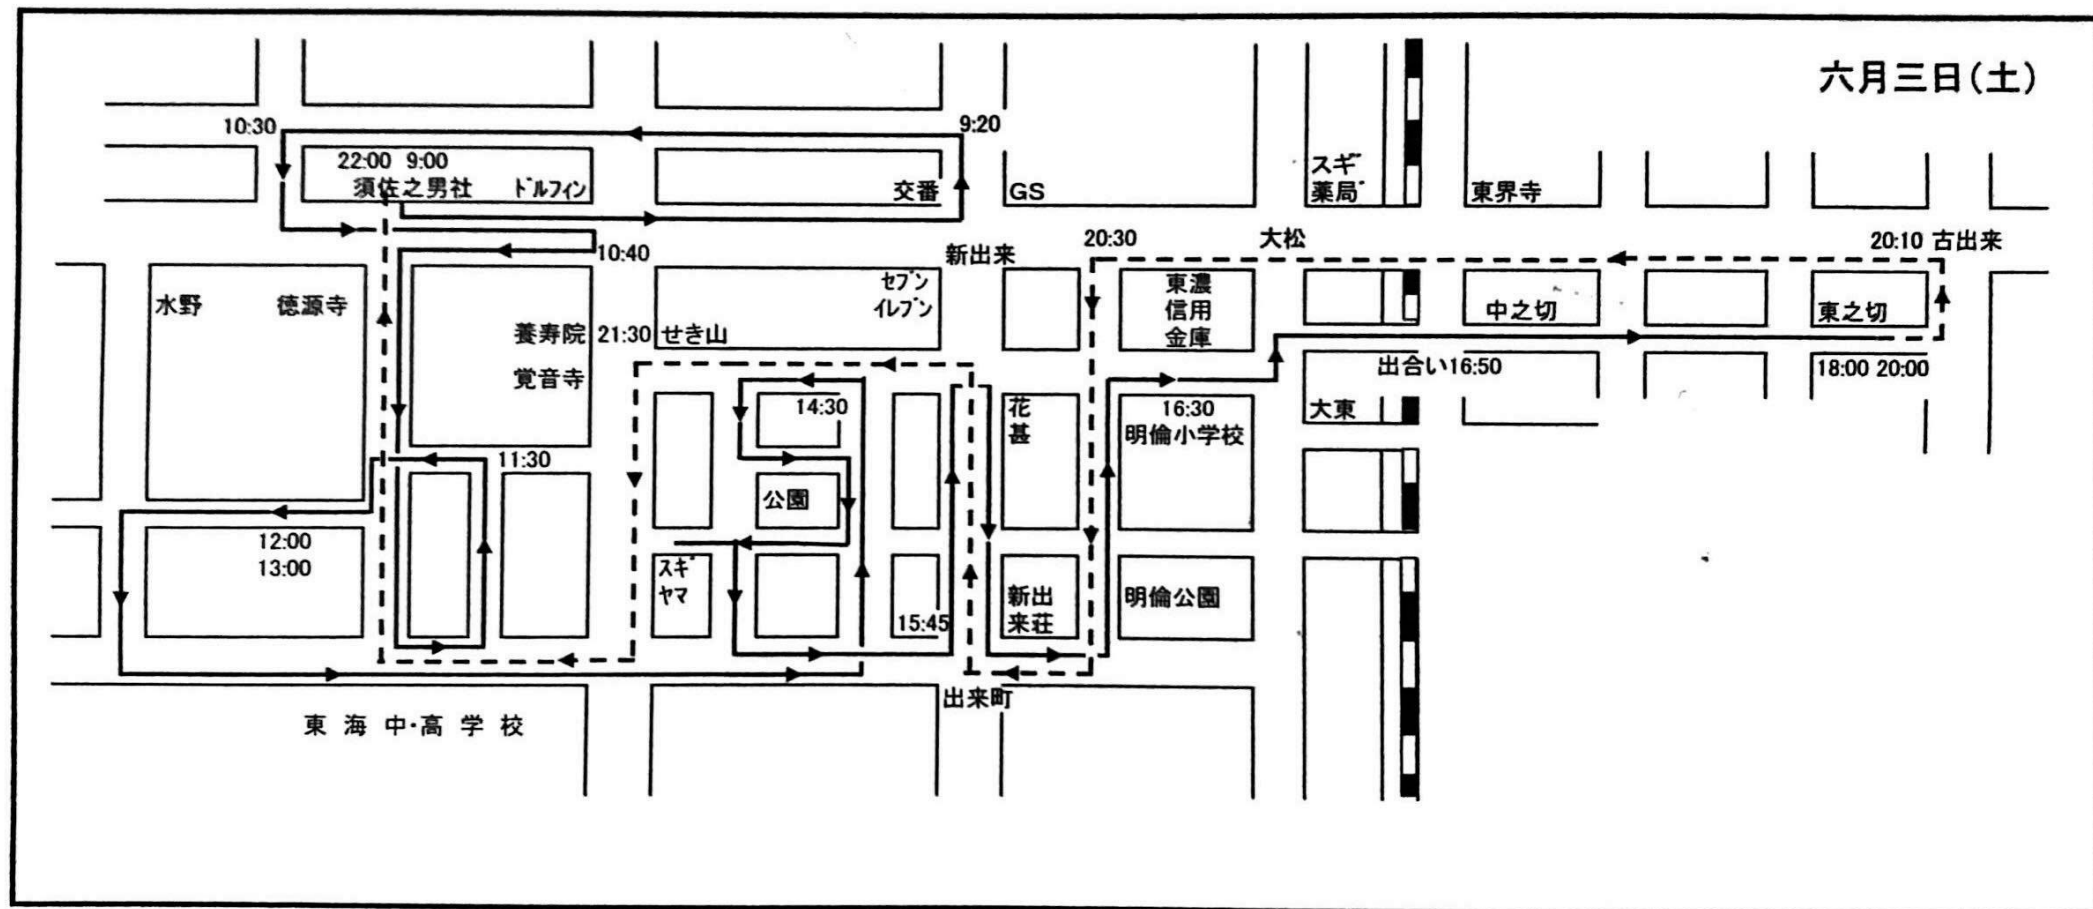 六月三日(土)
10:30
9:20
22:00 9:00
須佐之男社
ドルフィン
交番
GS
スギ
薬局
東界寺
新出来
20:30
大松
20:10 古出来
10:40
水野
徳源寺
養寿院
覚音寺
21:30
せき山
セブン
イレブン
東濃
信用
金庫
中之切
東之切
出合い16:50
18:00 20:00
14:30
花
甚
16:30
明倫小学校
大東
11:30
公園
12:00
13:00
スギ
ヤマ
15:45
新出
来荘
明倫公園
出来町
東海中・高学校